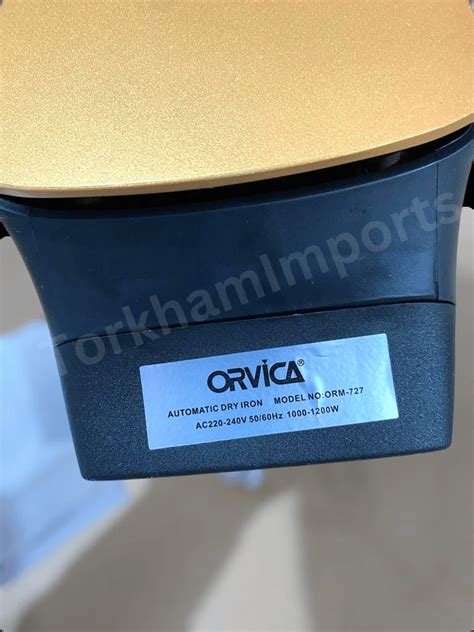 TorkhamImports
ORVICA®
AUTOMATIC DRY IRON MODEL NO:ORM-727
AC220-240V 50/60Hz 1000-1200W